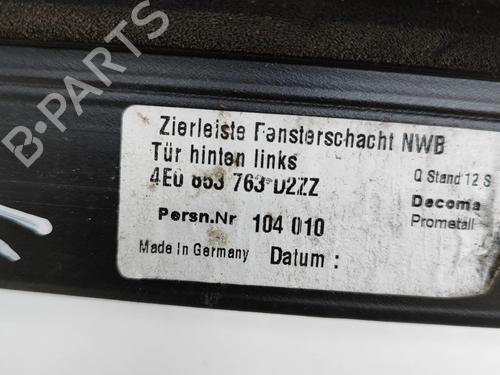 Zierleiste Fensterschacht NWB
Tür hinten links
4E0 853 763 D2ZZ
Q Stand 12 S
Persn.Nr 104 010
Decoma
Prometall
Made In Germany Datum :
B-PARTS